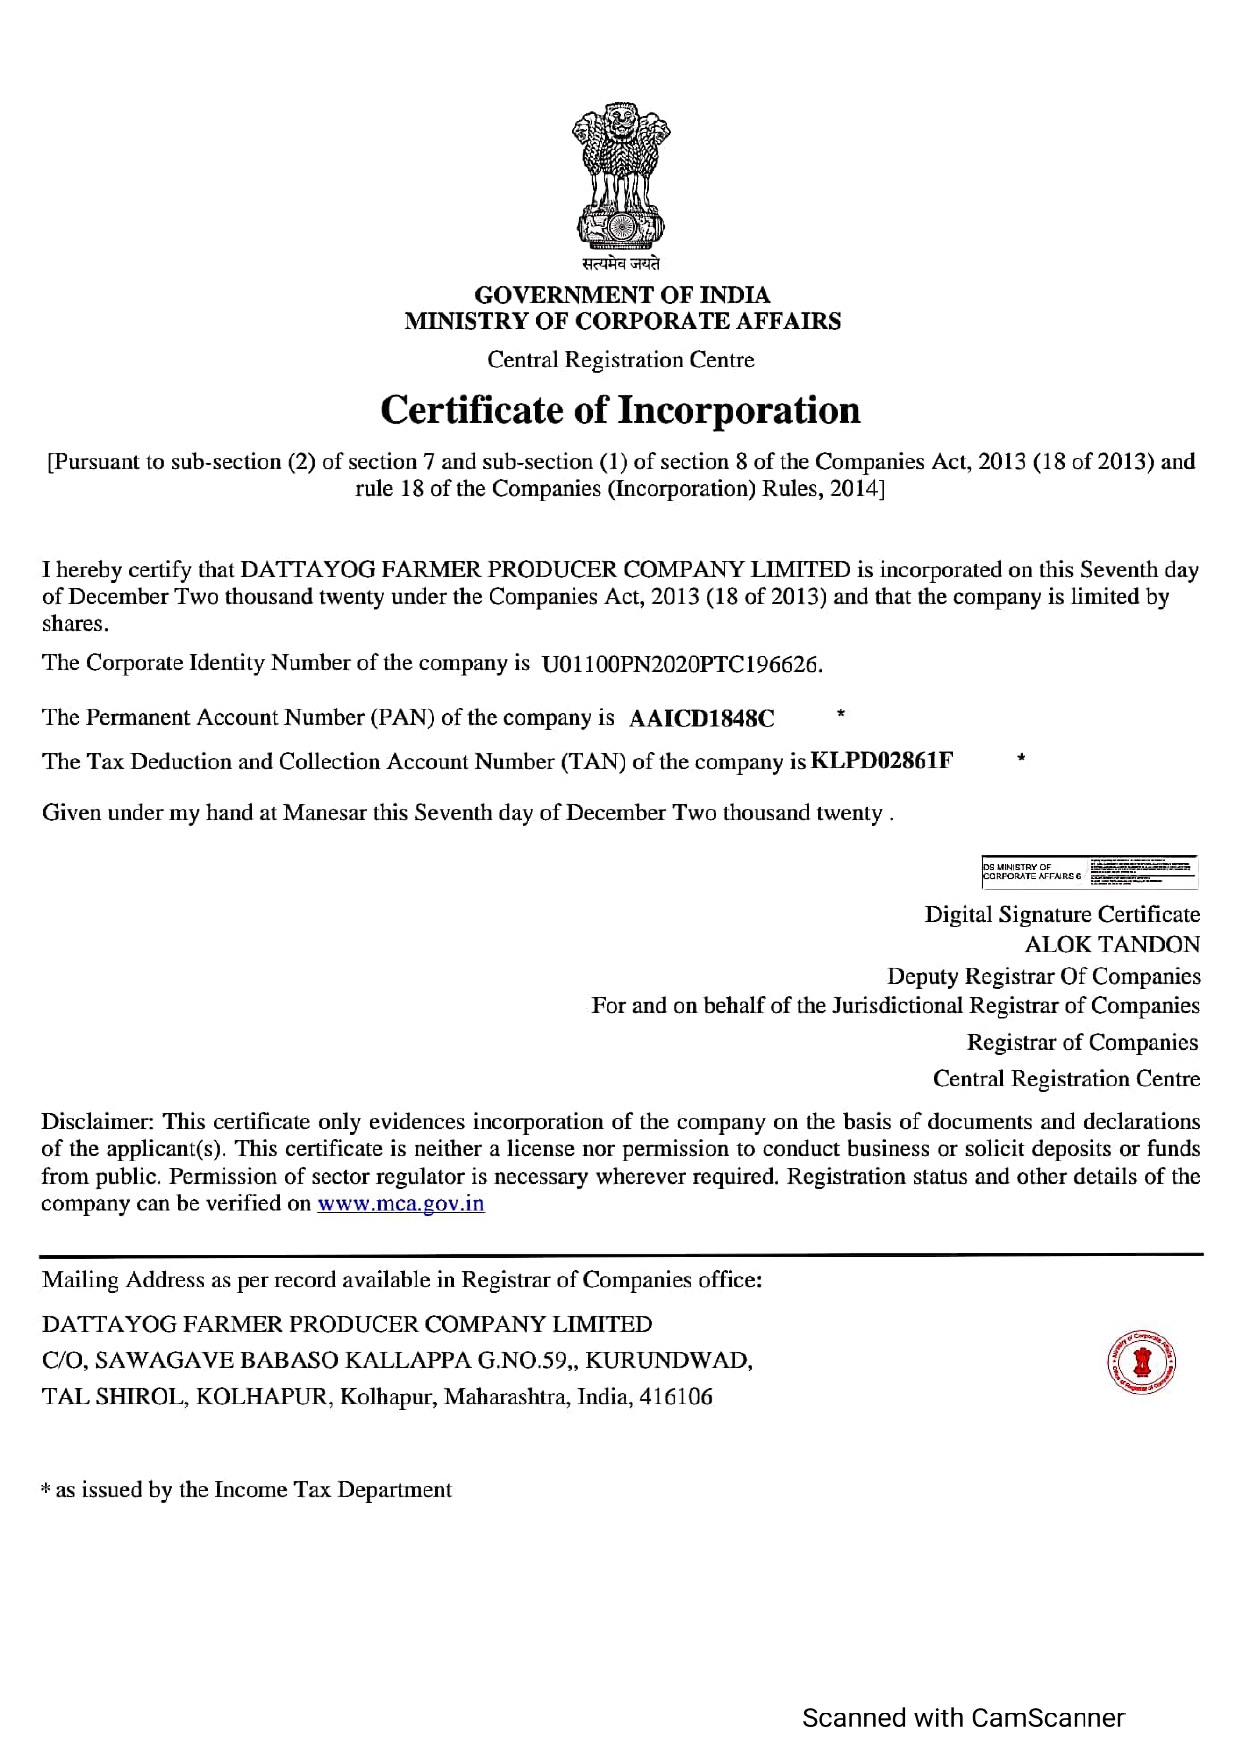 सत्यमेव जयते
GOVERNMENT OF INDIA
MINISTRY OF CORPORATE AFFAIRS
Central Registration Centre
Certificate of Incorporation
[Pursuant to sub-section (2) of section 7 and sub-section (1) of section 8 of the Companies Act, 2013 (18 of 2013) and
rule 18 of the Companies (Incorporation) Rules, 2014]
I hereby certify that DATTAYOG FARMER PRODUCER COMPANY LIMITED is incorporated on this Seventh day
of December Two thousand twenty under the Companies Act, 2013 (18 of 2013) and that the company is limited by
shares.
The Corporate Identity Number of the company is U01100PN2020PTC196626.
The Permanent Account Number (PAN) of the company is AAICD1848C *
The Tax Deduction and Collection Account Number (TAN) of the company is KLPD02861F *
Given under my hand at Manesar this Seventh day of December Two thousand twenty .
DS MINISTRY OF
CORPORATE AFFAIRS 6
Digital Signature Certificate
ALOK TANDON
Deputy Registrar Of Companies
For and on behalf of the Jurisdictional Registrar of Companies
Registrar of Companies
Central Registration Centre
Disclaimer: This certificate only evidences incorporation of the company on the basis of documents and declarations
of the applicant(s). This certificate is neither a license nor permission to conduct business or solicit deposits or funds
from public. Permission of sector regulator is necessary wherever required. Registration status and other details of the
company can be verified on www.mca.gov.in
Mailing Address as per record available in Registrar of Companies office:
DATTAYOG FARMER PRODUCER COMPANY LIMITED
C/O, SAWAGAVE BABASO KALLAPPA G.NO.59,, KURUNDWAD,
TAL SHIROL, KOLHAPUR, Kolhapur, Maharashtra, India, 416106
Ministry of Corporate Affairs
Office of Registrar of Companies
* as issued by the Income Tax Department
Scanned with CamScanner